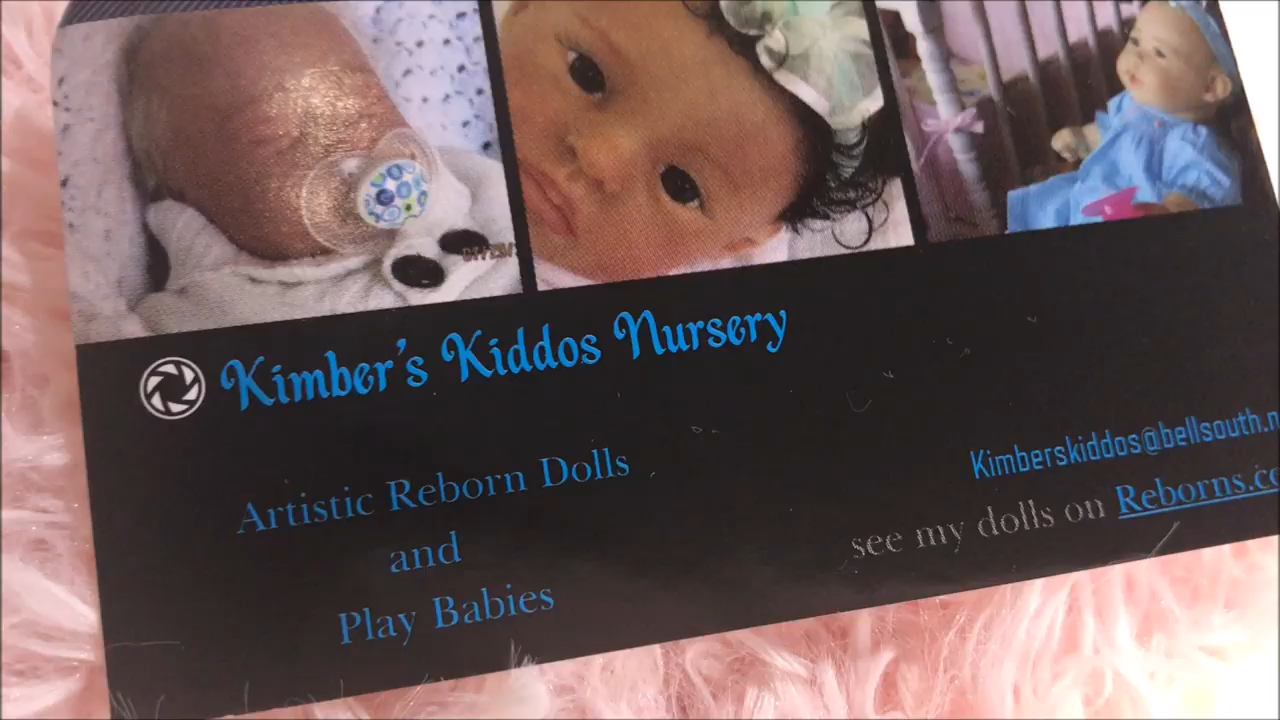 Kimber's Kiddos Nursery
Artistic Reborn Dolls
and
Play Babies
Kimberskiddos@bellsouth.n
see my dolls on Reborns.co